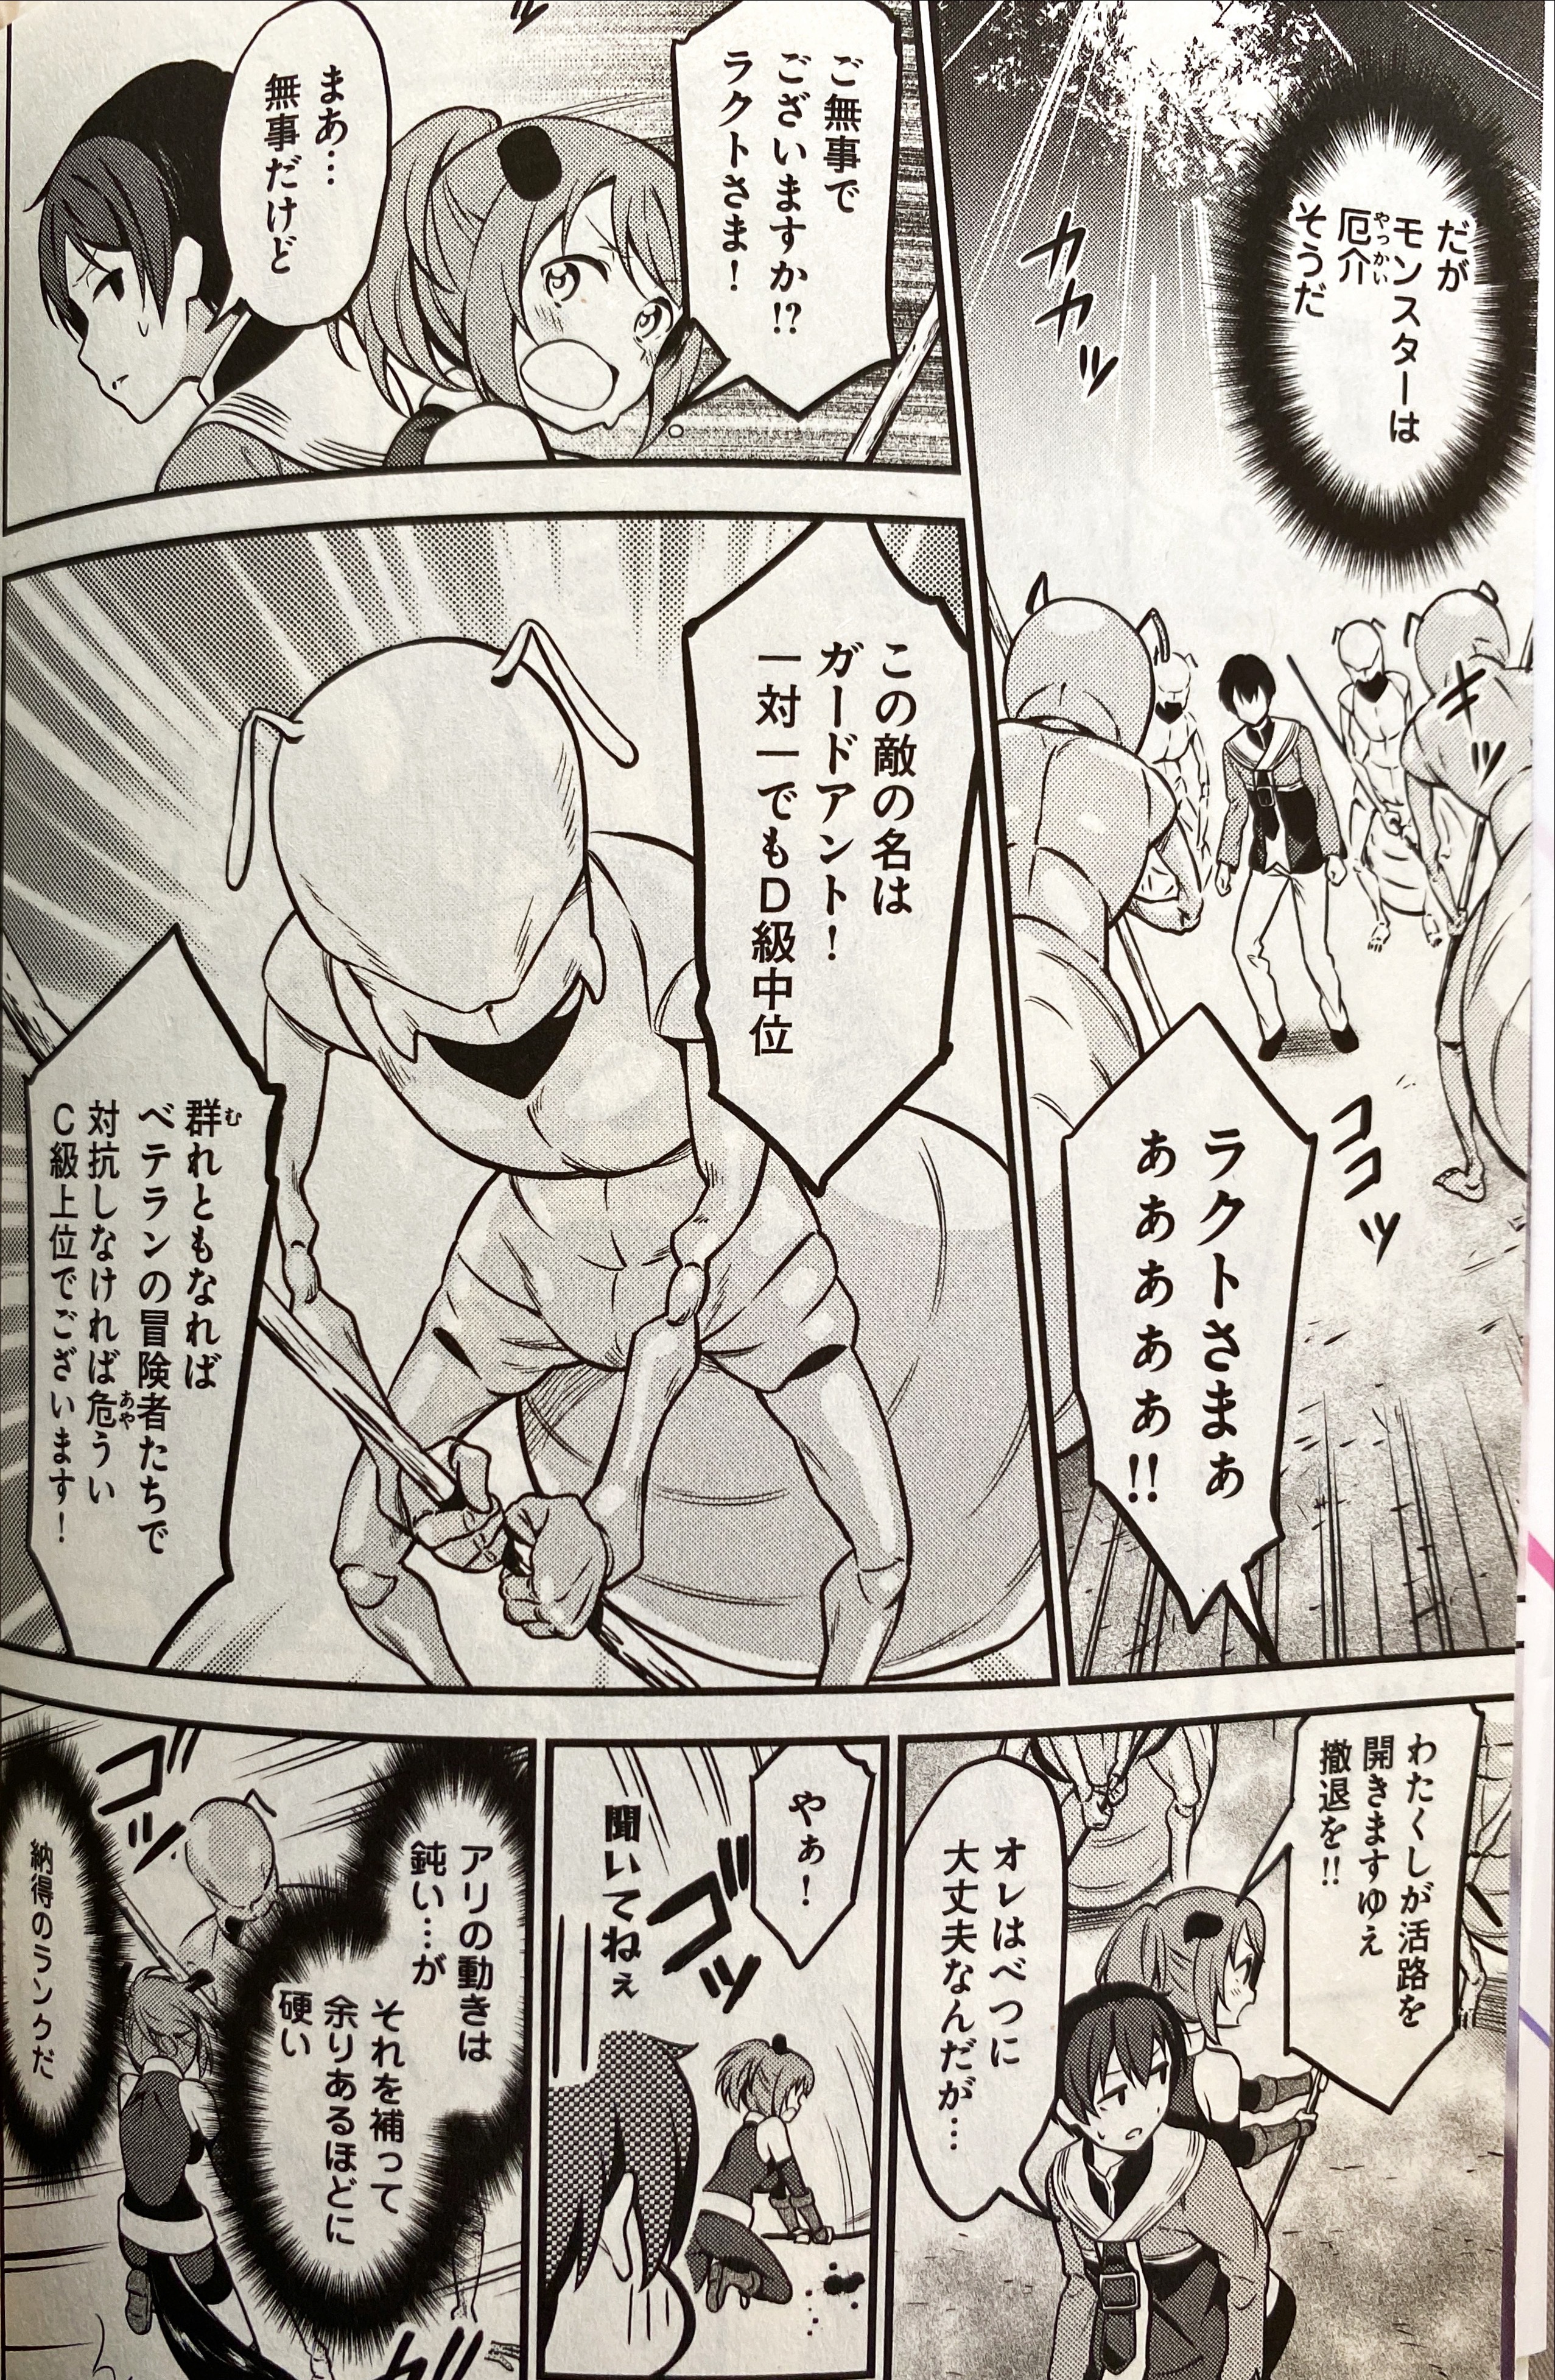 だが
モンスターは
厄介
やっかい
そうだ
カカッ
キッ
ココッ
ラクトさまぁ
ぁぁぁぁぁ!!
ご無事で
ございますか!?
ラクトさま!
まあ…
無事だけど
この敵の名は
ガードアント!
一対一でもD級中位
群れともなれば
む
ベテランの冒険者たちで
対抗しなければ危うい
あや
C級上位でございます!
わたくしが活路を
開きますゆえ
撤退を!!
オレはべつに
大丈夫なんだが…
やぁ!
ゴッ
聞いてねぇ
アリの動きは
鈍い…が
それを補って
余りあるほどに
硬い
コッ
納得のランクだ